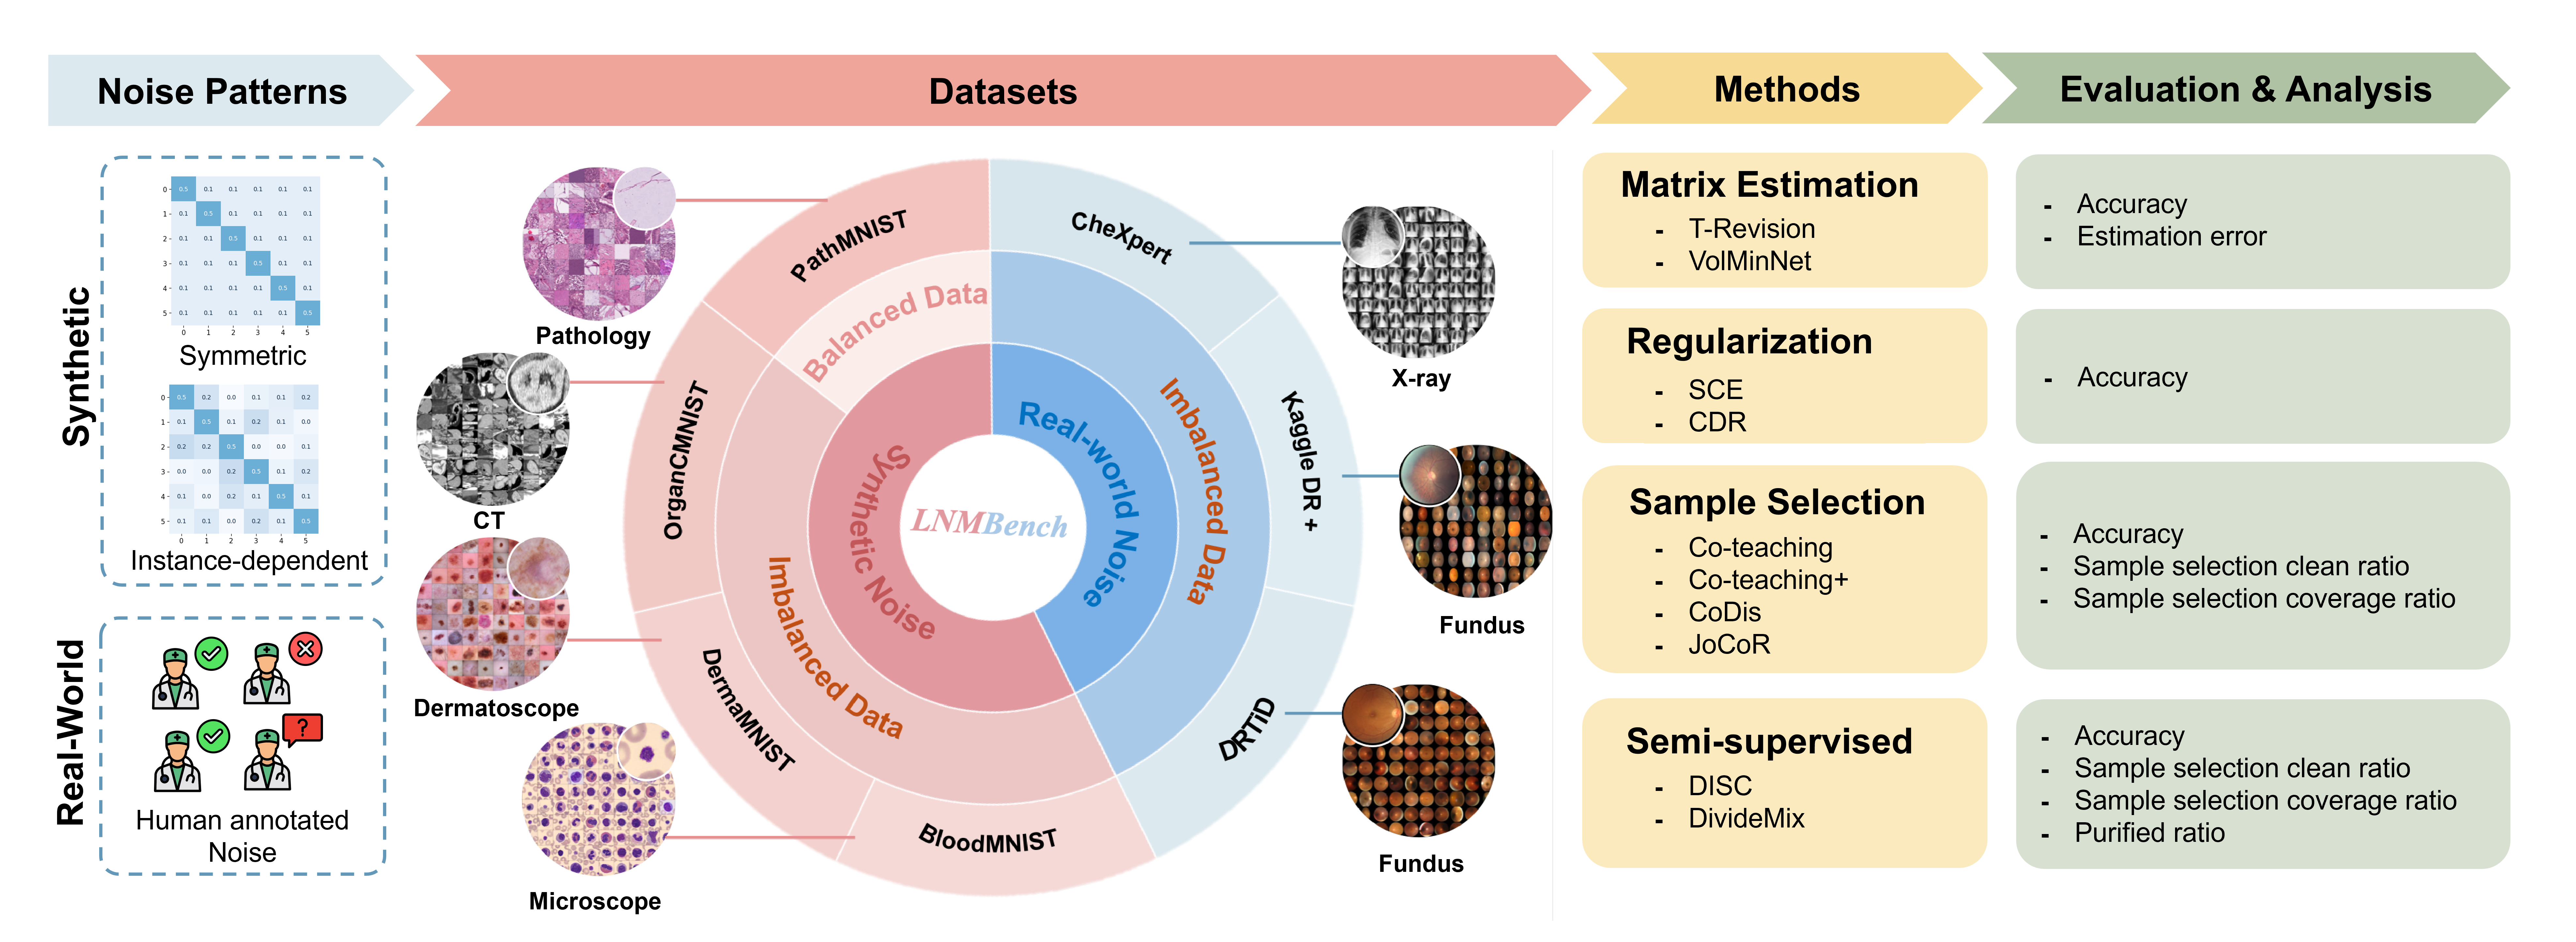 Noise Patterns
Datasets
Methods
Evaluation & Analysis
Synthetic
0 0.5 0.1 0.1 0.1 0.1 0.1
1 0.1 0.5 0.1 0.1 0.1 0.1
2 0.1 0.1 0.5 0.1 0.1 0.1
3 0.1 0.1 0.1 0.5 0.1 0.1
4 0.1 0.1 0.1 0.1 0.5 0.1
5 0.1 0.1 0.1 0.1 0.1 0.5
0 1 2 3 4 5
Symmetric
0 0.5 0.2 0.0 0.1 0.1 0.2
1 0.1 0.5 0.1 0.2 0.1 0.0
2 0.2 0.2 0.5 0.0 0.0 0.1
3 0.0 0.0 0.2 0.5 0.1 0.2
4 0.1 0.0 0.2 0.1 0.5 0.1
5 0.1 0.1 0.0 0.2 0.1 0.5
0 1 2 3 4 5
Instance-dependent
Real-World
?
Human annotated
Noise
Pathology
CT
Dermatoscope
Microscope
PathMNIST
OrganCMNIST
DermaMNIST
BloodMNIST
CheXpert
Kaggle DR +
DRTiD
Balanced Data
Imbalanced Data
Imbalanced Data
Synthetic Noise
Real-world Noise
LNMBench
X-ray
Fundus
Fundus
Matrix Estimation
- T-Revision
- VolMinNet
Regularization
- SCE
- CDR
Sample Selection
- Co-teaching
- Co-teaching+
- CoDis
- JoCoR
Semi-supervised
- DISC
- DivideMix
- Accuracy
- Estimation error
- Accuracy
- Accuracy
- Sample selection clean ratio
- Sample selection coverage ratio
- Accuracy
- Sample selection clean ratio
- Sample selection coverage ratio
- Purified ratio